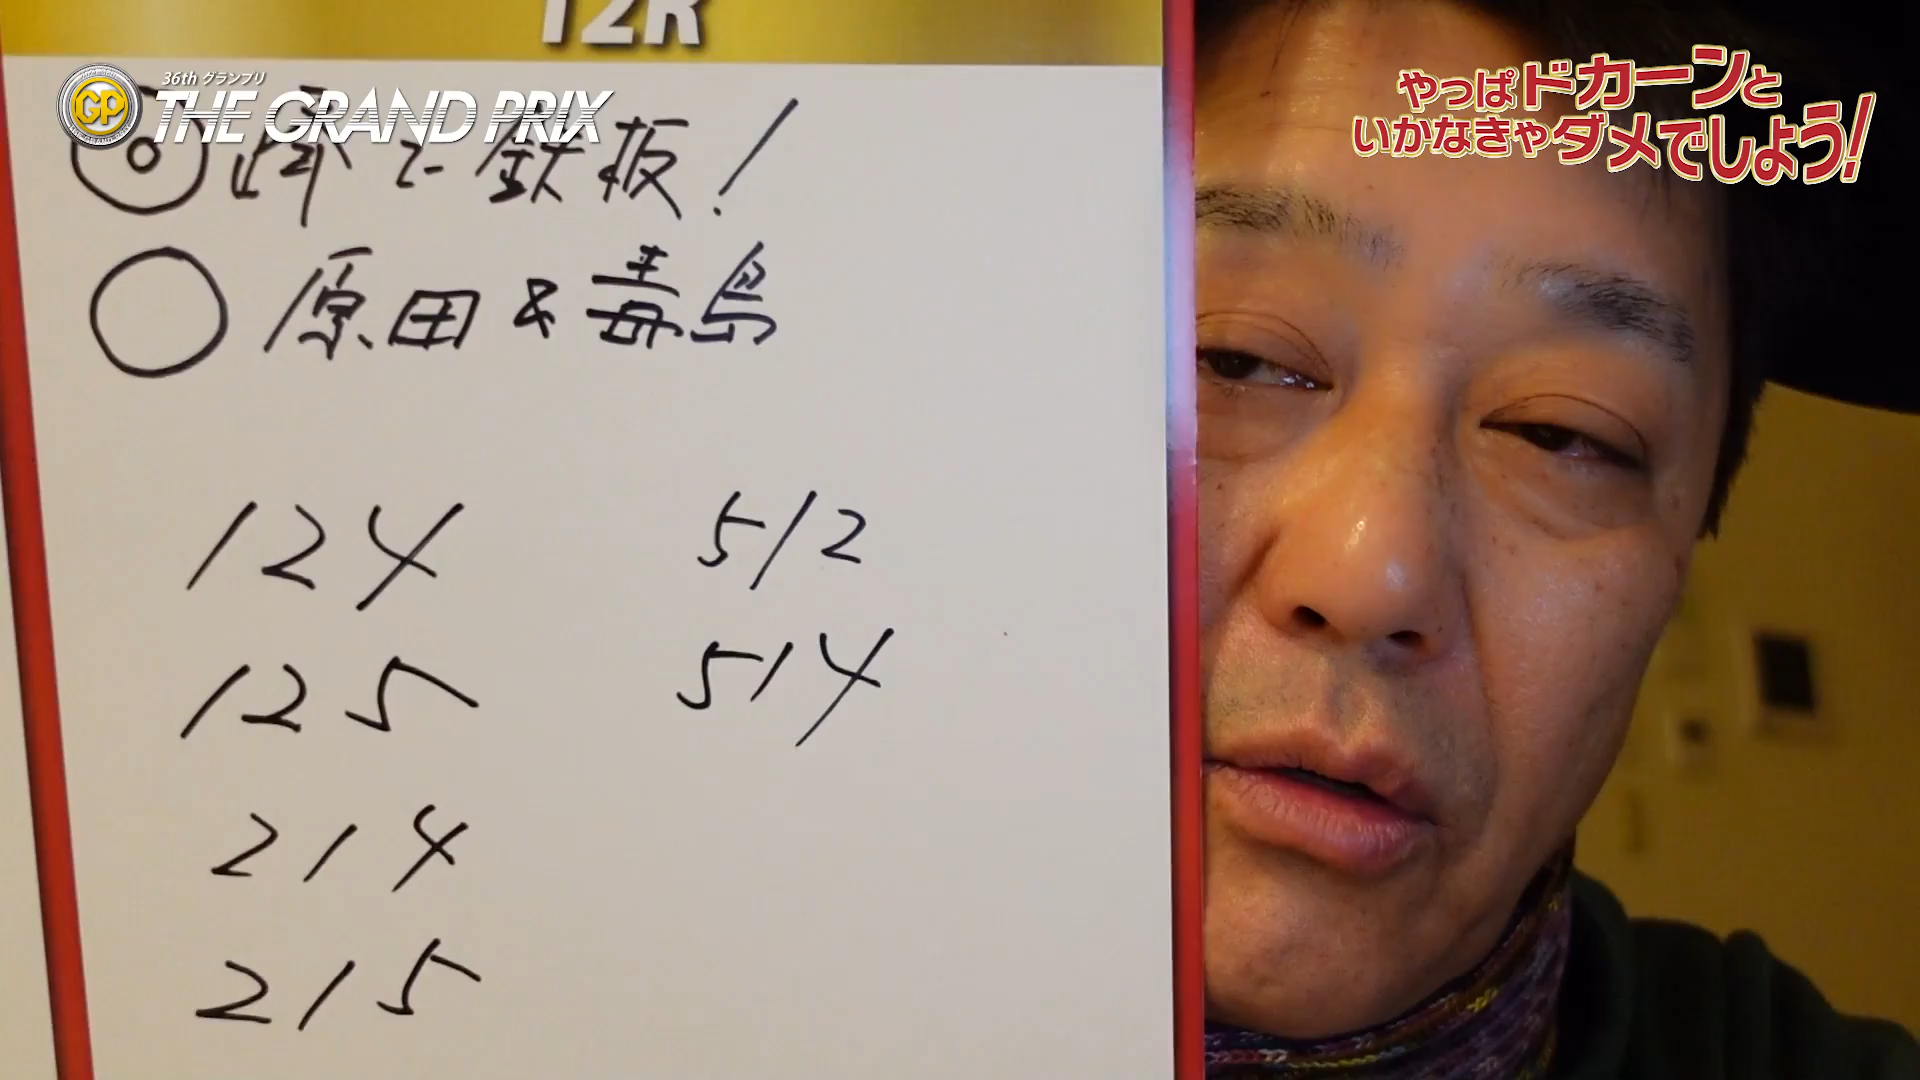 12R
36th グランプリ
THE GRAND PRIX
GP
やっぱドカーンと
いかなきゃダメでしょう!
◎峰で鉄板!
○ 原田&毒島
124
512
125
514
214
215